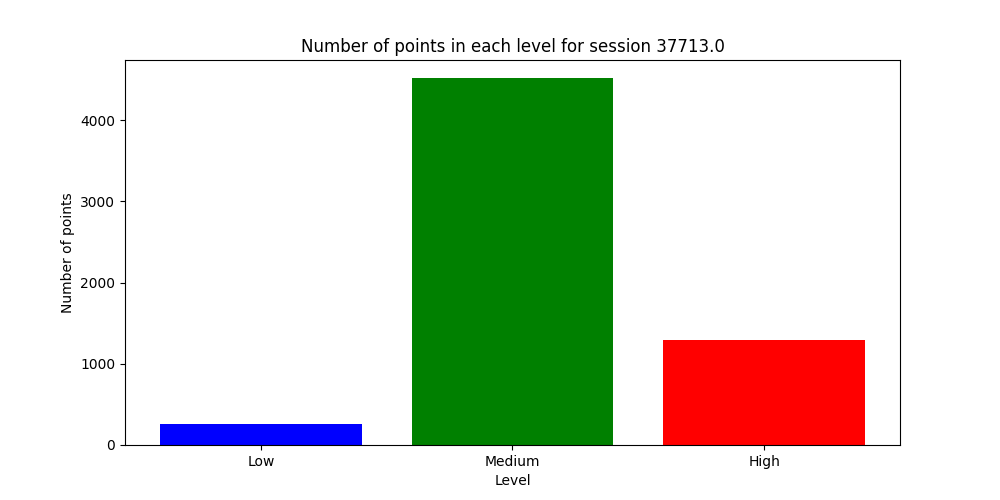 Number of points in each level for session 37713.0
Number of points
4000
3000
2000
1000
0
Low Medium High
Level